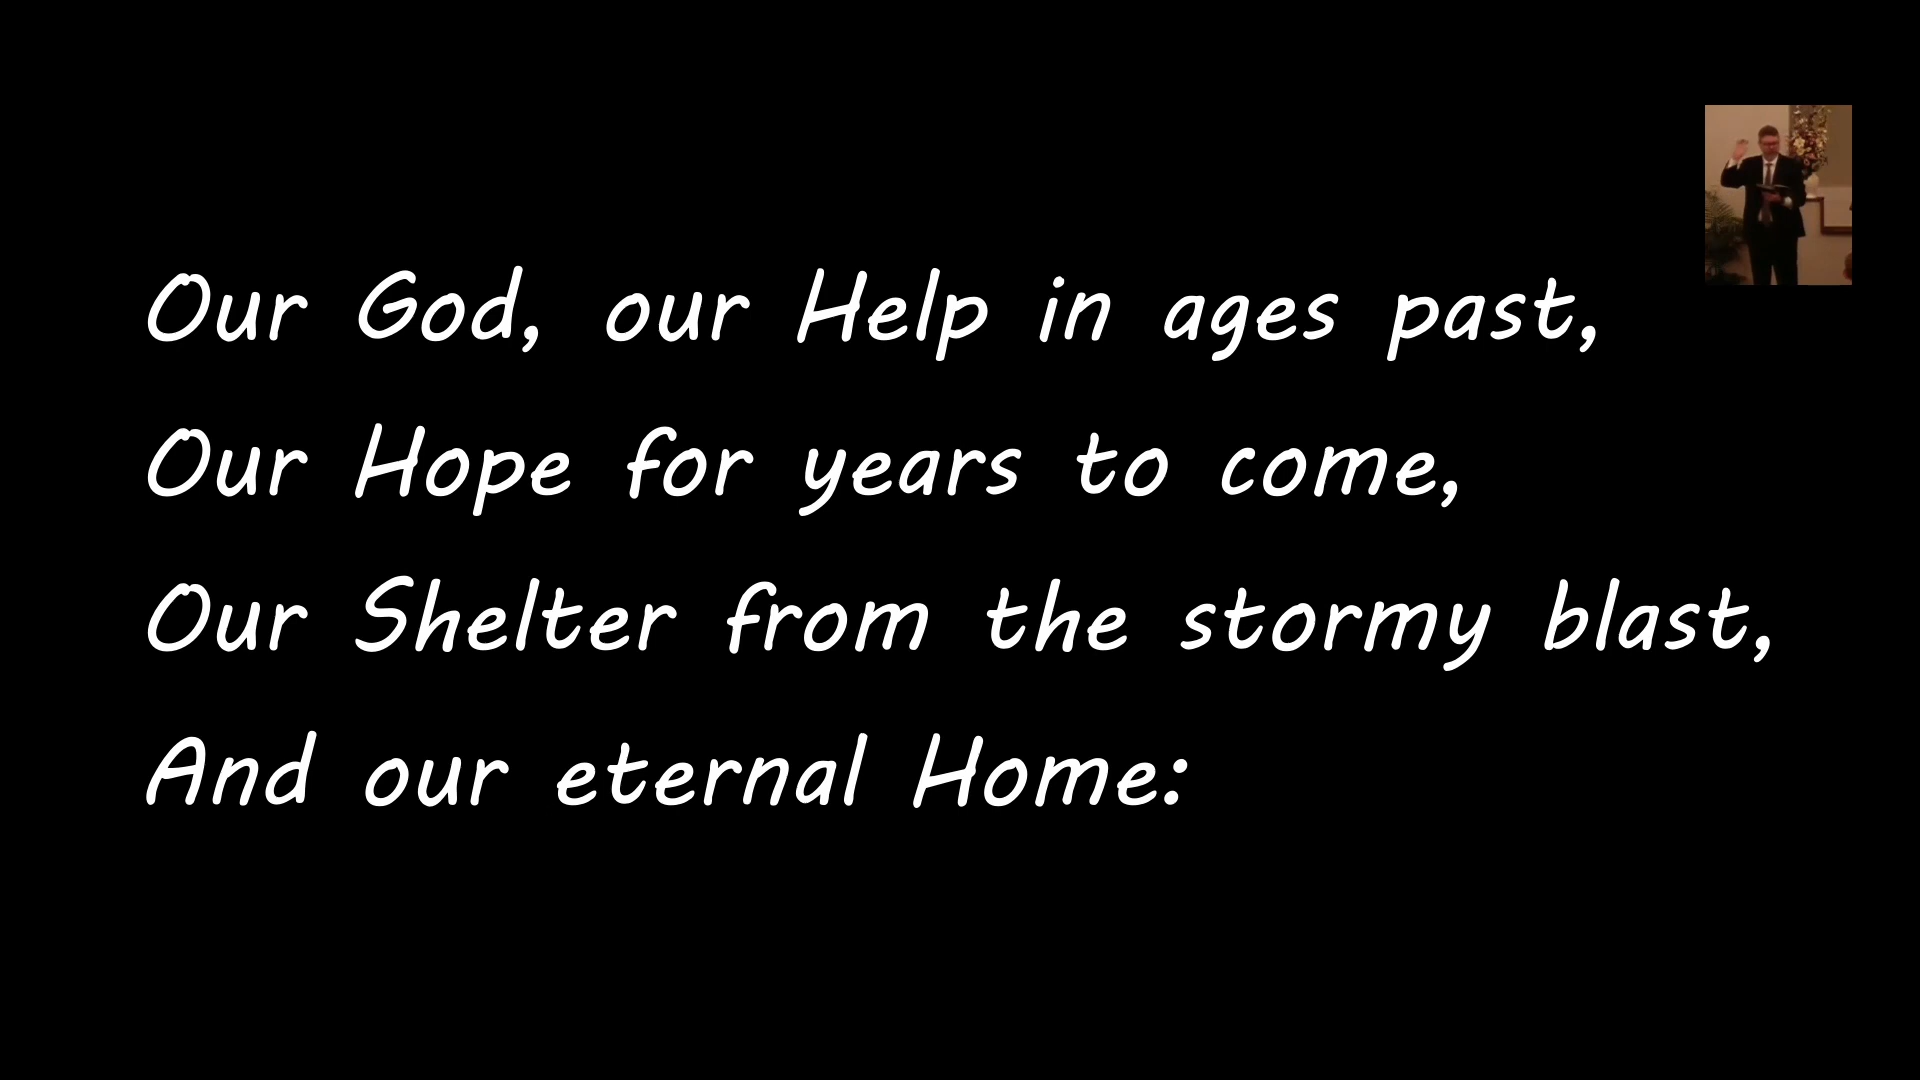 Our God, our Help in ages past,
Our Hope for years to come,
Our Shelter from the stormy blast,
And our eternal Home: